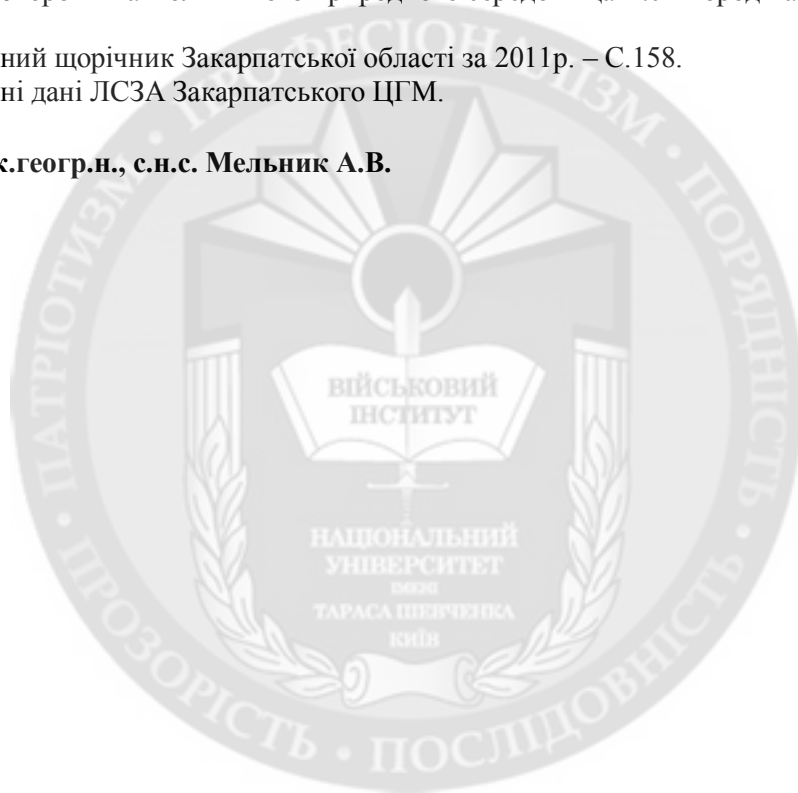 ний щорічник Закарпатської області за 2011р. – С.158.
ні дані ЛСЗА Закарпатського ЦГМ.
к.геогр.н., с.н.с. Мельник А.В.
ПАТРІОТИЗМ • ПРОФЕСІОНАЛІЗМ • ПОРЯДНІСТЬ • ПОСЛІДОВНІСТЬ • ПРОЗОРІСТЬ •
ВІЙСЬКОВИЙ
ІНСТИТУТ
НАЦІОНАЛЬНИЙ
УНІВЕРСИТЕТ
ІМЕНІ
ТАРАСА ШЕВЧЕНКА
КИЇВ